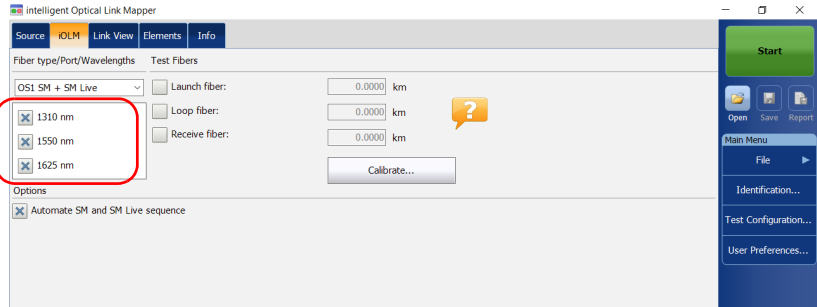 intelligent Optical Link Mapper
Source iOLM Link View Elements Info
Fiber type/Port/Wavelengths Test Fibers
OS1 SM + SM Live
1310 nm
1550 nm
1625 nm
Launch fiber: 0.0000 km
Loop fiber: 0.0000 km
Receive fiber: 0.0000 km
?
Calibrate...
Options
Automate SM and SM Live sequence
Start
Open Save Report
Main Menu
File
Identification...
Test Configuration...
User Preferences...